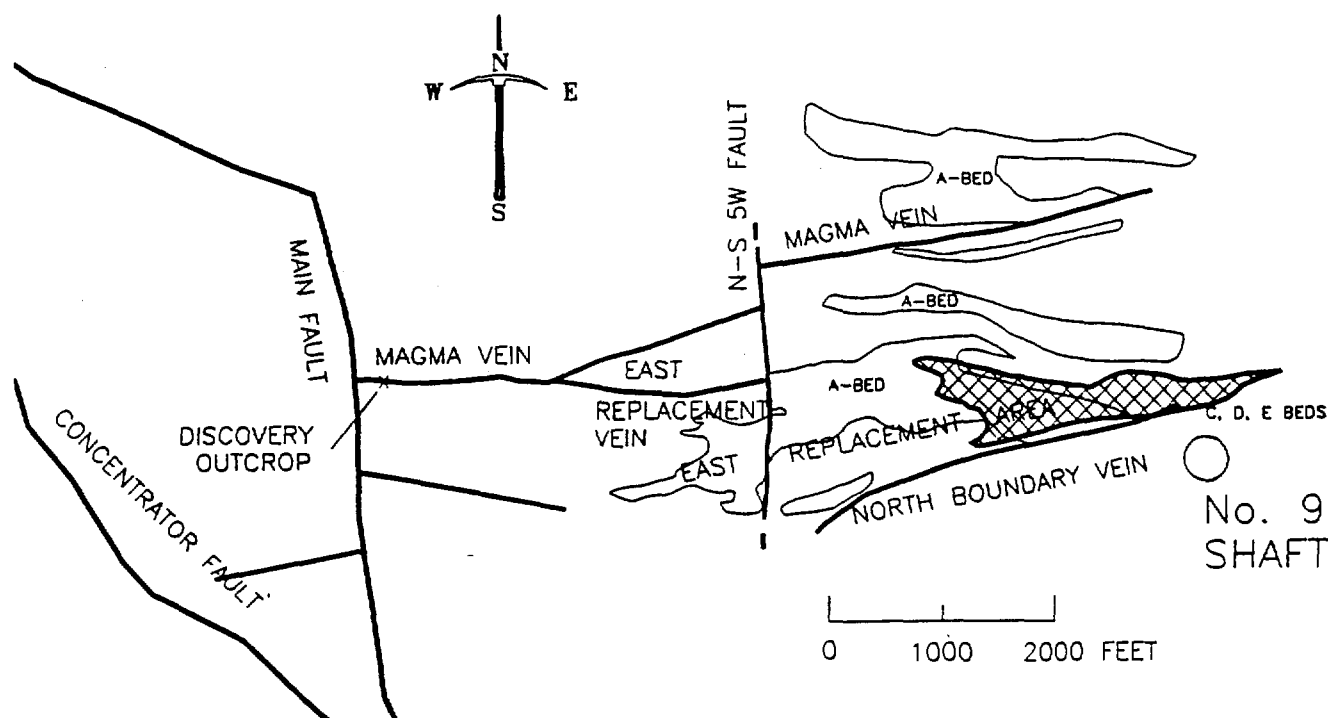 N
W E
S
N-S 5W FAULT
A-BED
MAGMA VEIN
MAIN FAULT
A-BED
MAGMA VEIN
EAST
A-BED
REPLACEMENT
VEIN
AREA
C, D, E BEDS
CONCENTRATOR FAULT
DISCOVERY
OUTCROP
EAST
REPLACEMENT
NORTH BOUNDARY VEIN
No. 9
SHAFT
0 1000 2000 FEET